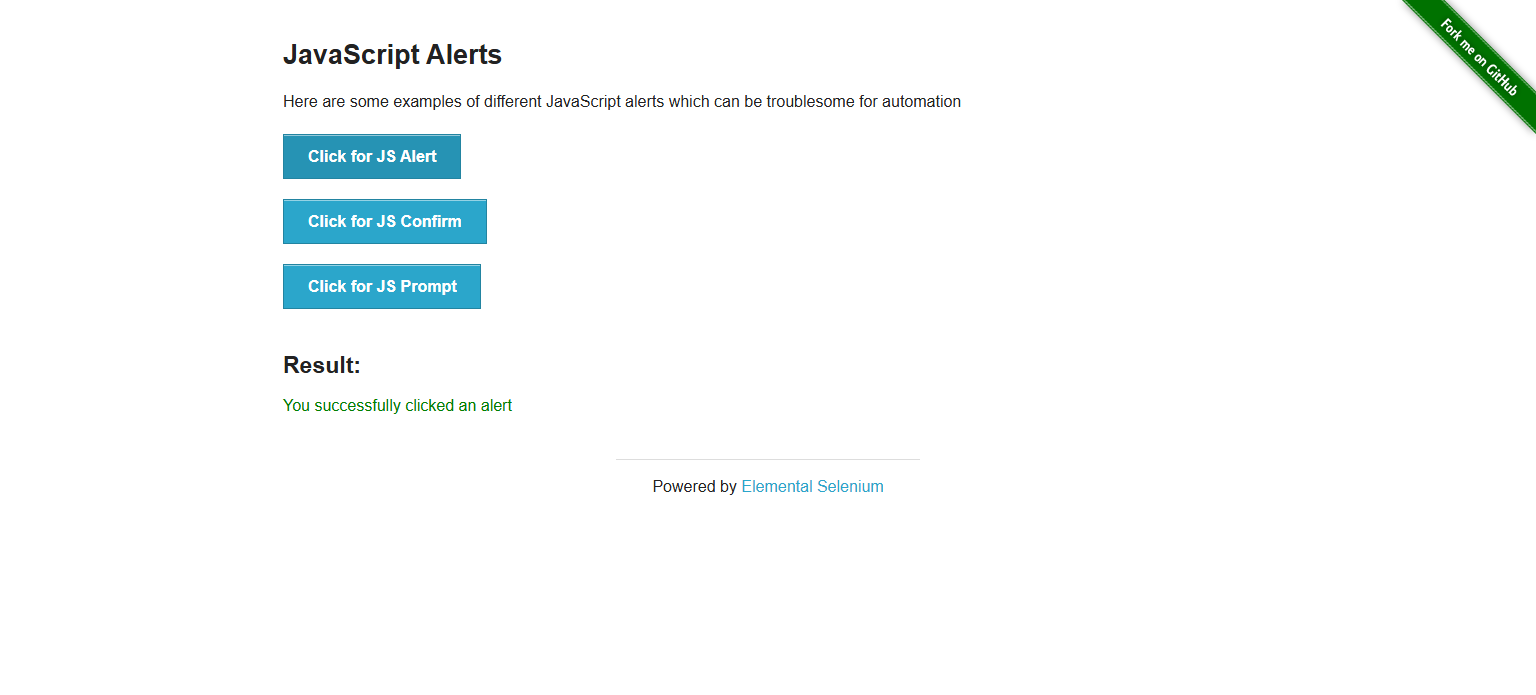 Fork me on GitHub
JavaScript Alerts
Here are some examples of different JavaScript alerts which can be troublesome for automation
Click for JS Alert
Click for JS Confirm
Click for JS Prompt
Result:
You successfully clicked an alert
Powered by Elemental Selenium